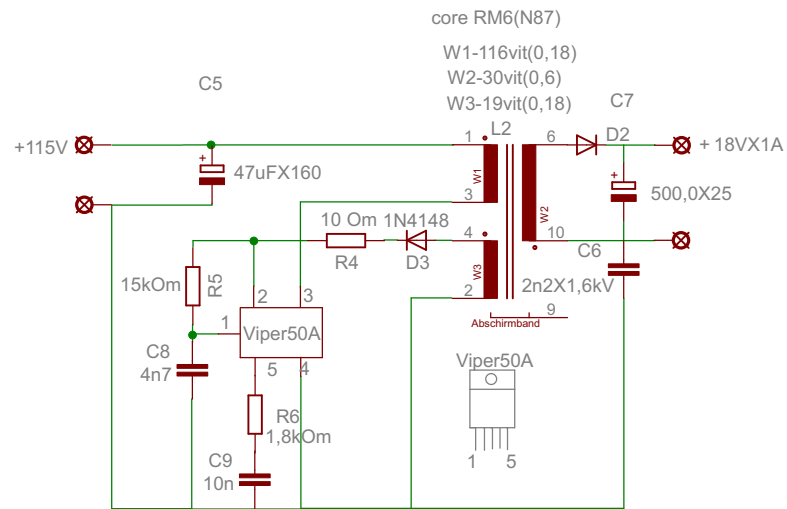 core RM6(N87)
W1-116vit(0,18)
W2-30vit(0,6)
W3-19vit(0,18)
C5
C7
L2
1
6
D2
+115V
+ 18VX1A
+
47uFX160
W1
W2
+
500,0X25
3
10 Om
1N4148
4
10
C6
R4
D3
W3
15kOm
R5
2
3
2
2n2X1,6kV
9
Abschirmband
1
Viper50A
C8
4n7
5
4
Viper50A
R6
1,8kOm
C9
10n
1
5